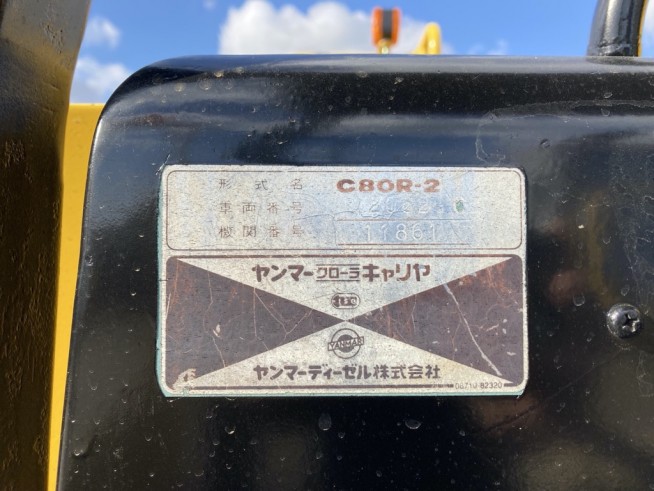 形式名 C80R-2
車両番号
機関番号 11861
ヤンマークローラキャリヤ
YANMAR
ヤンマーディーゼル株式会社
08710-82320